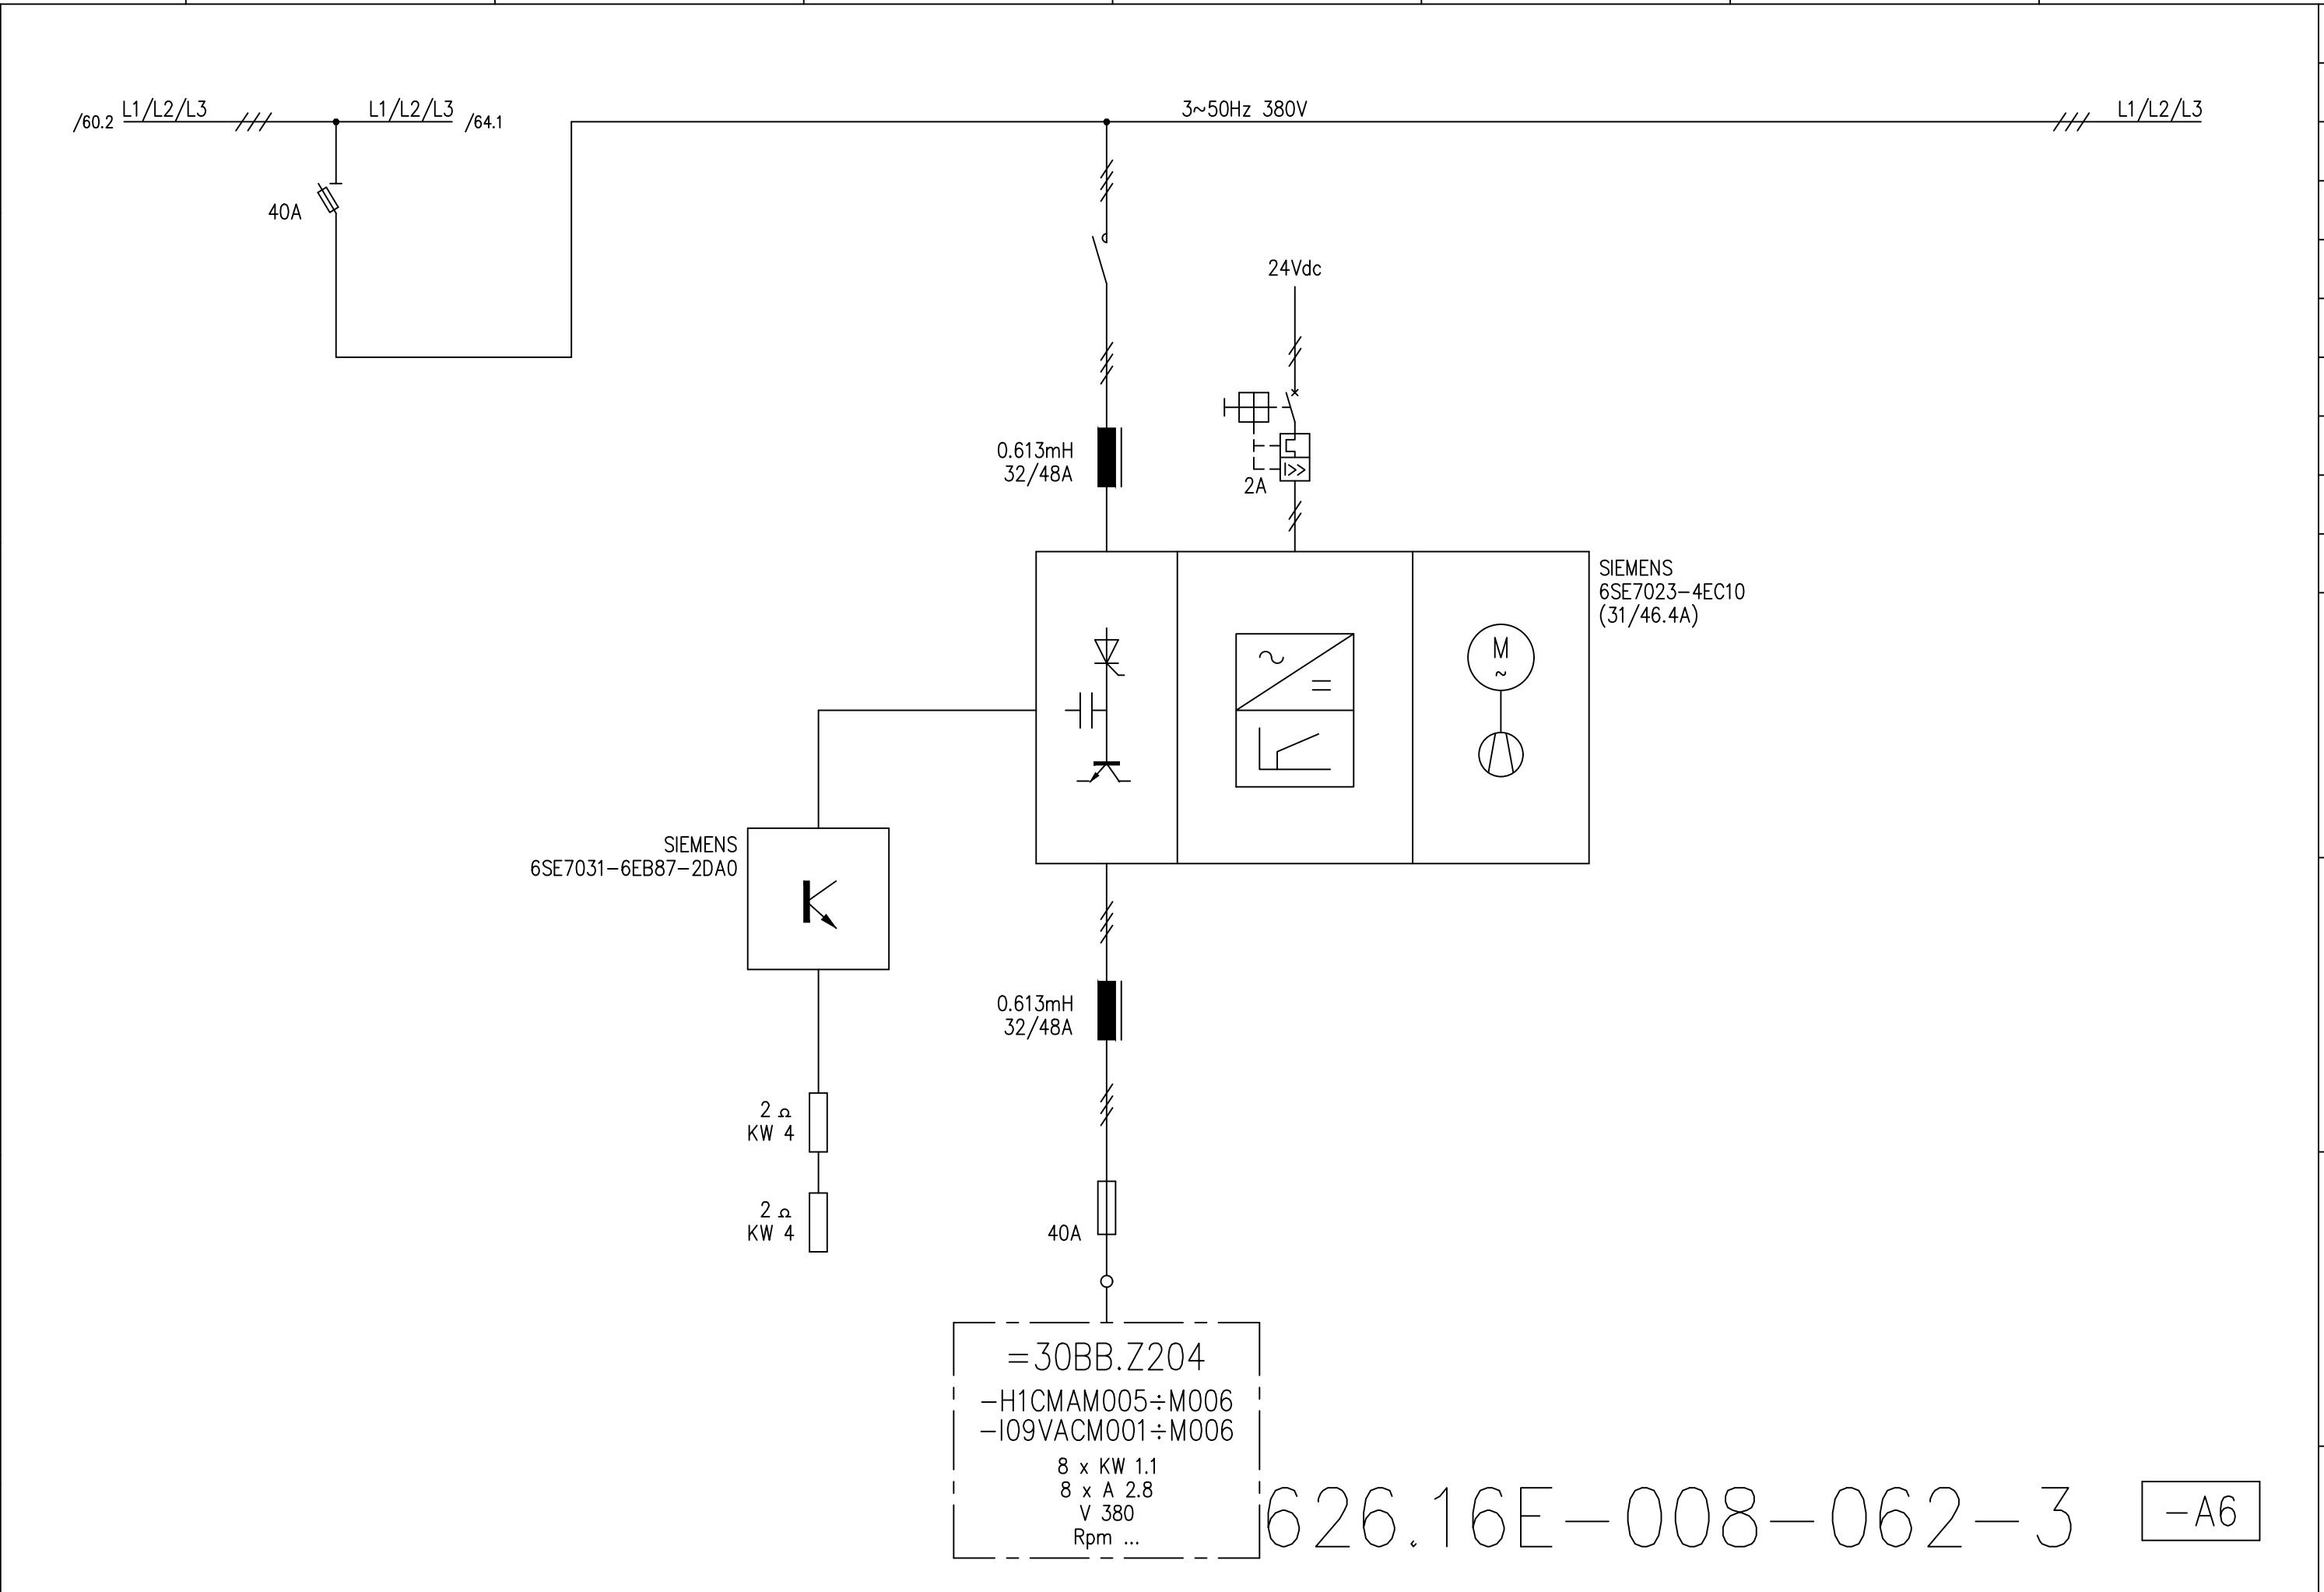 /60.2 L1/L2/L3
L1/L2/L3 /64.1
3~50Hz 380V
L1/L2/L3
40A
24Vdc
0.613mH
32/48A
I>>
2A
SIEMENS
6SE7023-4EC10
(31/46.4A)
M
~
SIEMENS
6SE7031-6EB87-2DA0
0.613mH
32/48A
2 Ω
KW 4
2 Ω
KW 4
40A
=30BB.Z204
-H1CMAM005÷M006
-I09VACM001÷M006
8 x KW 1.1
8 x A 2.8
V 380
Rpm ...
626.16E-008-062-3
-A6